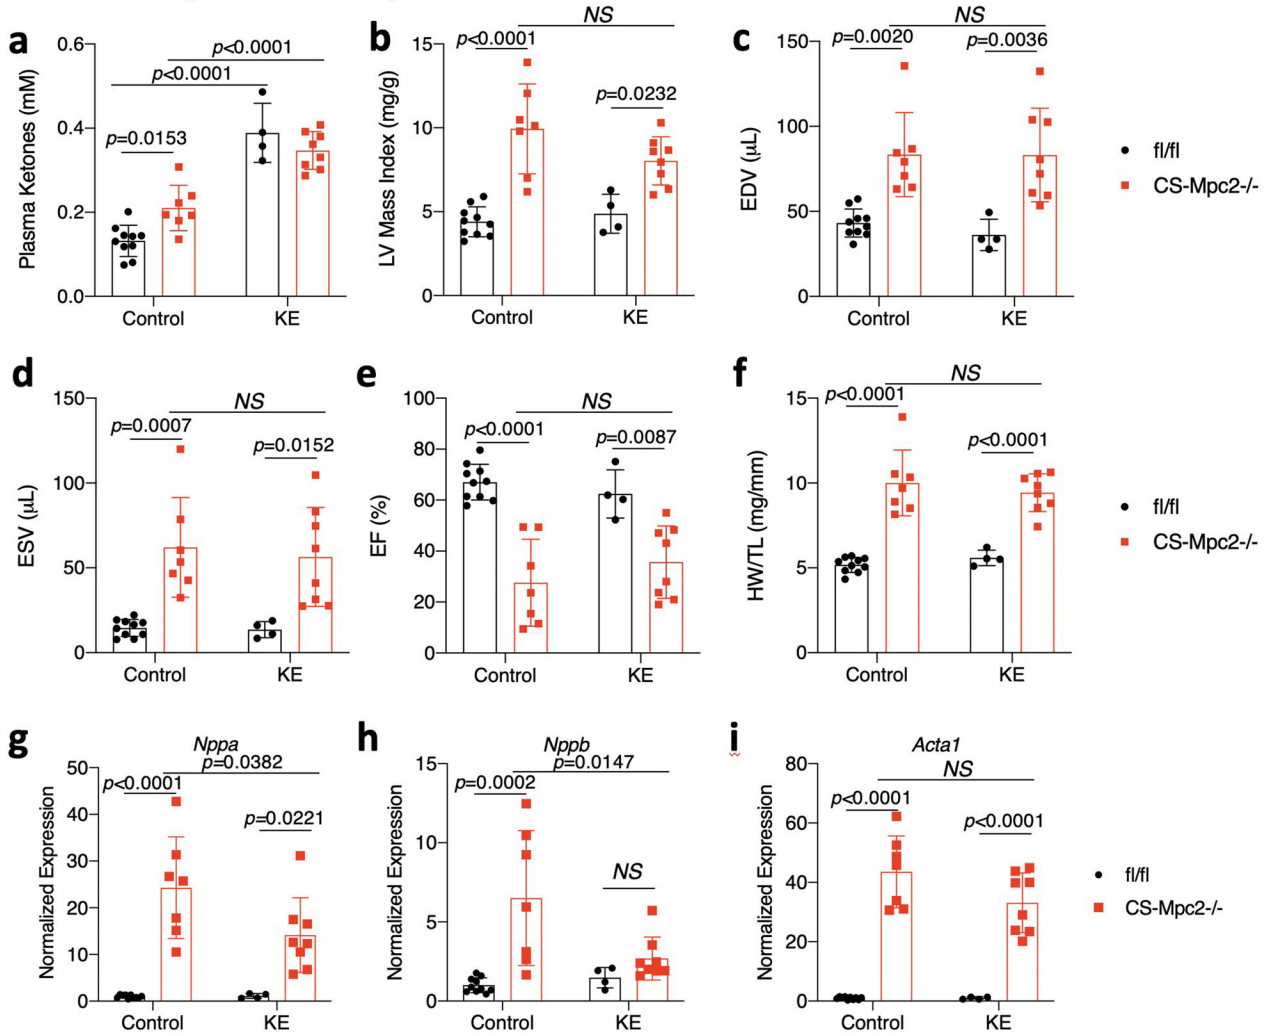 a
Plasma Ketones (mM)
0.6
0.4
0.2
0.0
p<0.0001
p<0.0001
p=0.0153
Control
KE
b
LV Mass Index (mg/g)
15
10
5
0
NS
p<0.0001
p=0.0232
Control
KE
c
EDV (µL)
150
100
50
0
NS
p=0.0020
p=0.0036
Control
KE
fl/fl
CS-Mpc2-/-
d
ESV (µL)
150
100
50
0
NS
p=0.0007
p=0.0152
Control
KE
e
EF (%)
100
80
60
40
20
0
NS
p<0.0001
p=0.0087
Control
KE
f
HW/TL (mg/mm)
15
10
5
0
NS
p<0.0001
p<0.0001
Control
KE
fl/fl
CS-Mpc2-/-
g
Nppa
Normalized Expression
50
40
30
20
10
0
p=0.0382
p<0.0001
p=0.0221
Control
KE
h
Nppb
Normalized Expression
15
10
5
0
p=0.0147
p=0.0002
NS
Control
KE
i
Acta1
Normalized Expression
80
60
40
20
0
NS
p<0.0001
p<0.0001
Control
KE
fl/fl
CS-Mpc2-/-